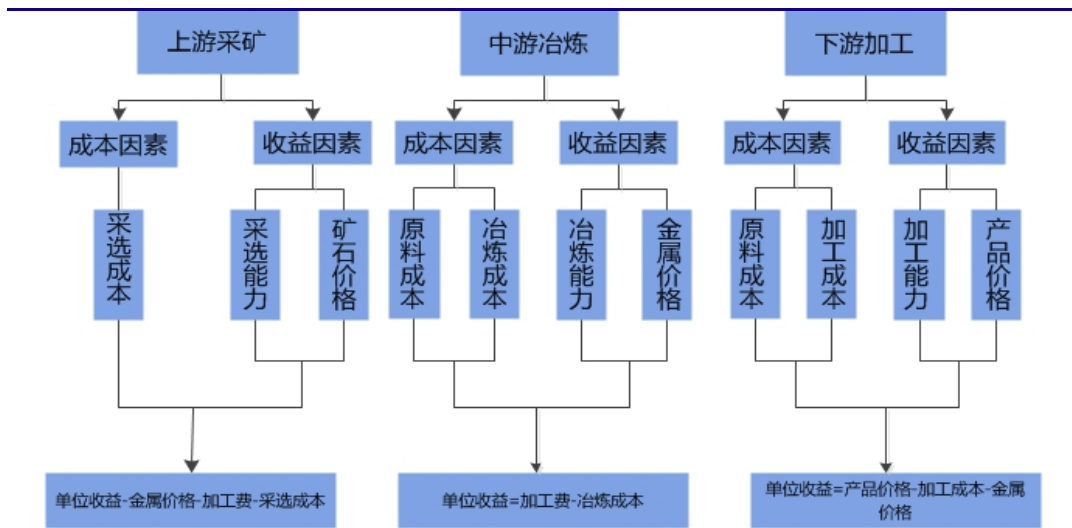 上游采矿
中游冶炼
下游加工
成本因素
收益因素
成本因素
收益因素
成本因素
收益因素
采选成本
采选能力
矿石价格
原料成本
冶炼成本
冶炼能力
金属价格
原料成本
加工成本
加工能力
产品价格
单位收益-金属价格-加工费-采选成本
单位收益=加工费-冶炼成本
单位收益=产品价格-加工成本-金属
价格